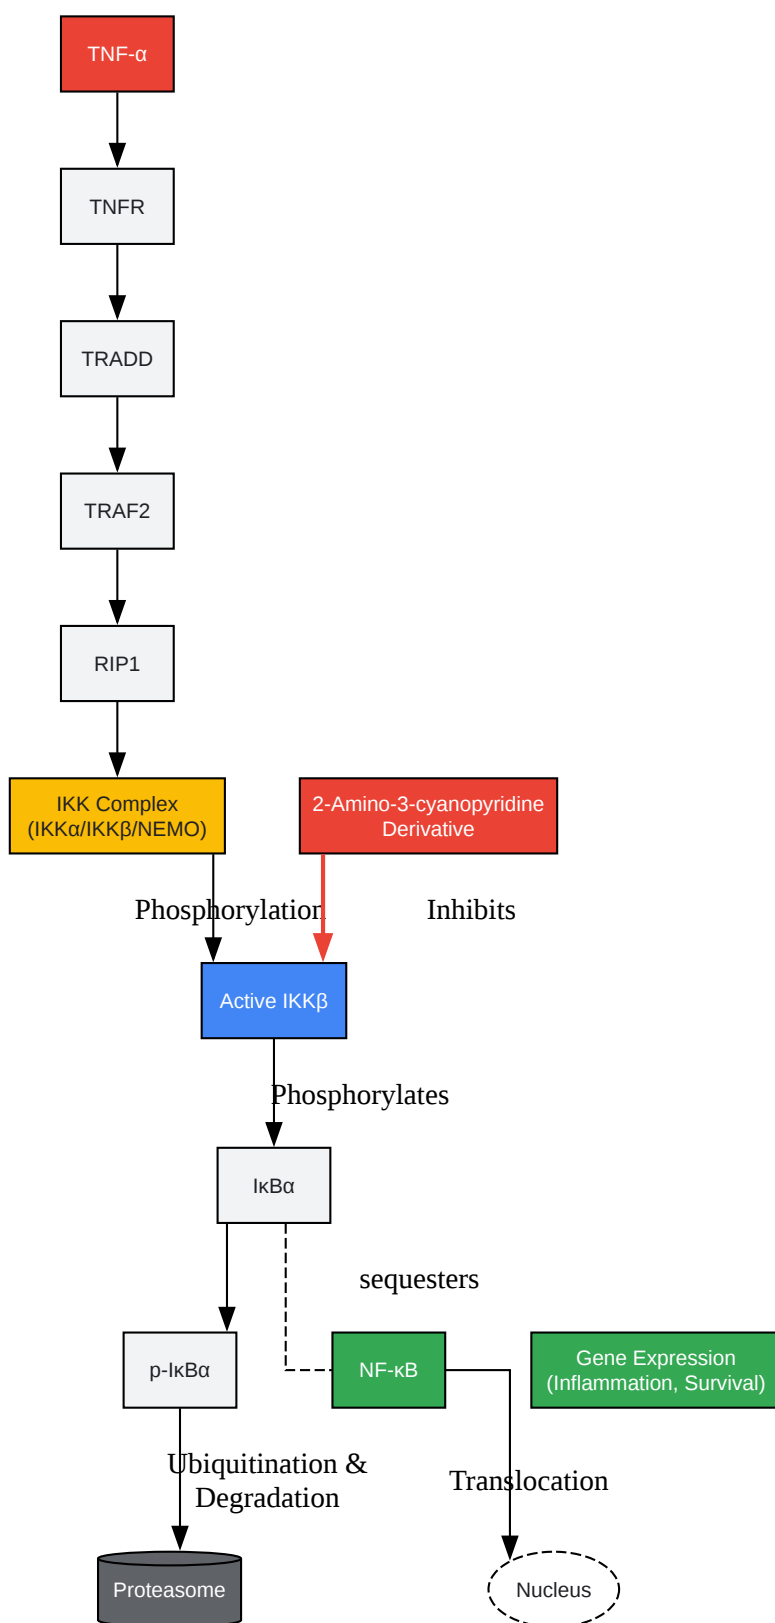 TNF-α
TNFR
TRADD
TRAF2
RIP1
IKK Complex
(IKKα/IKKβ/NEMO)
2-Amino-3-cyanopyridine
Derivative
Phosphorylation
Inhibits
Active IKKβ
Phosphorylates
IκBα
sequesters
p-IκBα
NF-κB
Gene Expression
(Inflammation, Survival)
Ubiquitination &
Degradation
Translocation
Proteasome
Nucleus